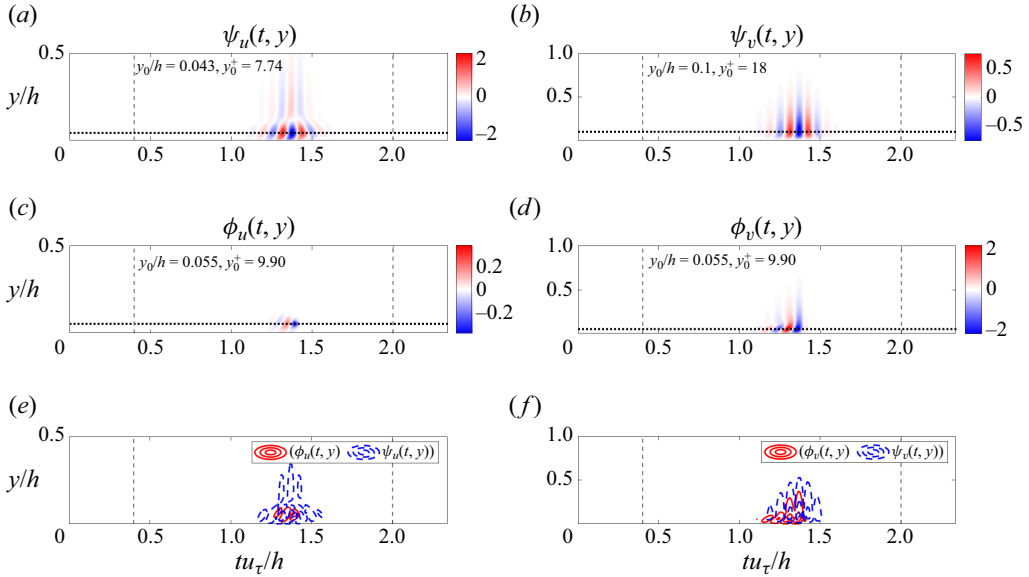 (a)
ψu(t, y)
0.5
y0/h = 0.043, y0+ = 7.74
y/h
2
0
–2
0 0.5 1.0 1.5 2.0
(b)
ψv(t, y)
1.0
y0/h = 0.1, y0+ = 18
0.5
0.5
0
–0.5
0 0.5 1.0 1.5 2.0
(c)
ϕu(t, y)
0.5
y0/h = 0.055, y0+ = 9.90
y/h
0.2
0
–0.2
0 0.5 1.0 1.5 2.0
(d)
ϕv(t, y)
1.0
y0/h = 0.055, y0+ = 9.90
0.5
2
0
–2
0 0.5 1.0 1.5 2.0
(e)
0.5
(ϕu(t, y) ψu(t, y))
y/h
0 0.5 1.0 1.5 2.0
tuτ/h
(f)
1.0
(ϕv(t, y) ψv(t, y))
0.5
0 0.5 1.0 1.5 2.0
tuτ/h